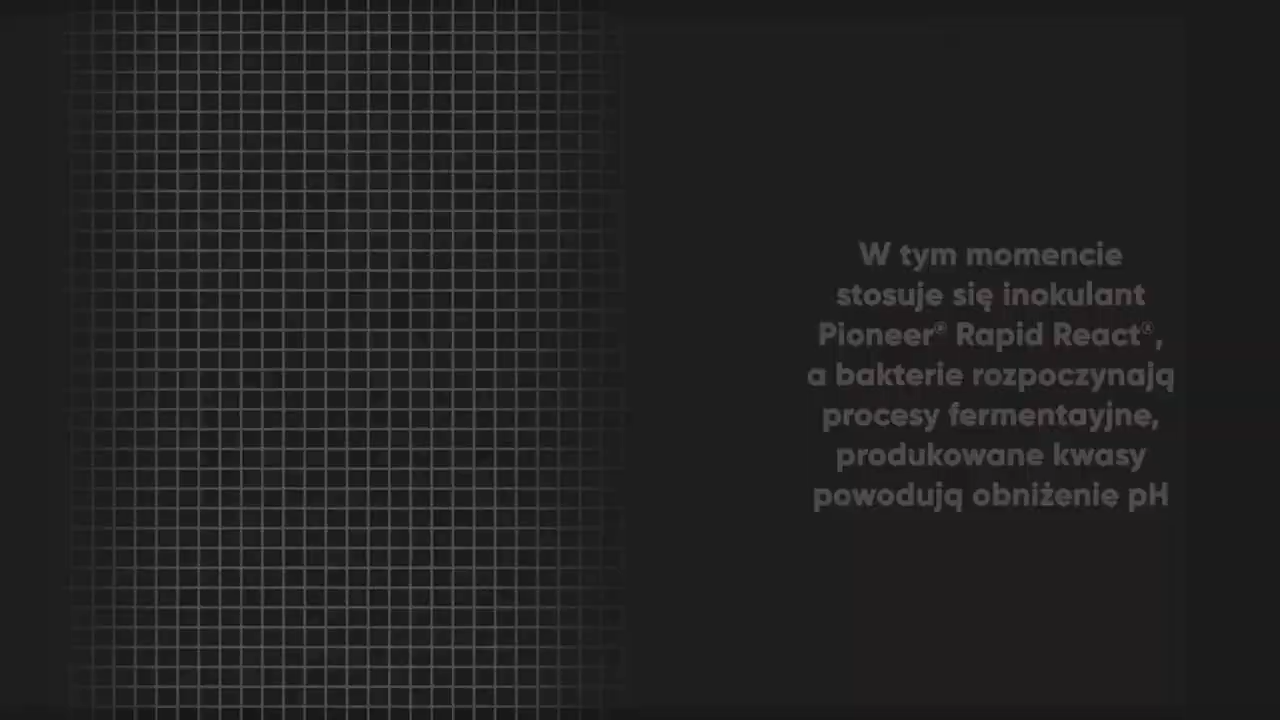 W tym momencie
stosuje się inokulant
Pioneer® Rapid React®,
a bakterie rozpoczynają
procesy fermentayjne,
produkowane kwasy
powodują obniżenie pH